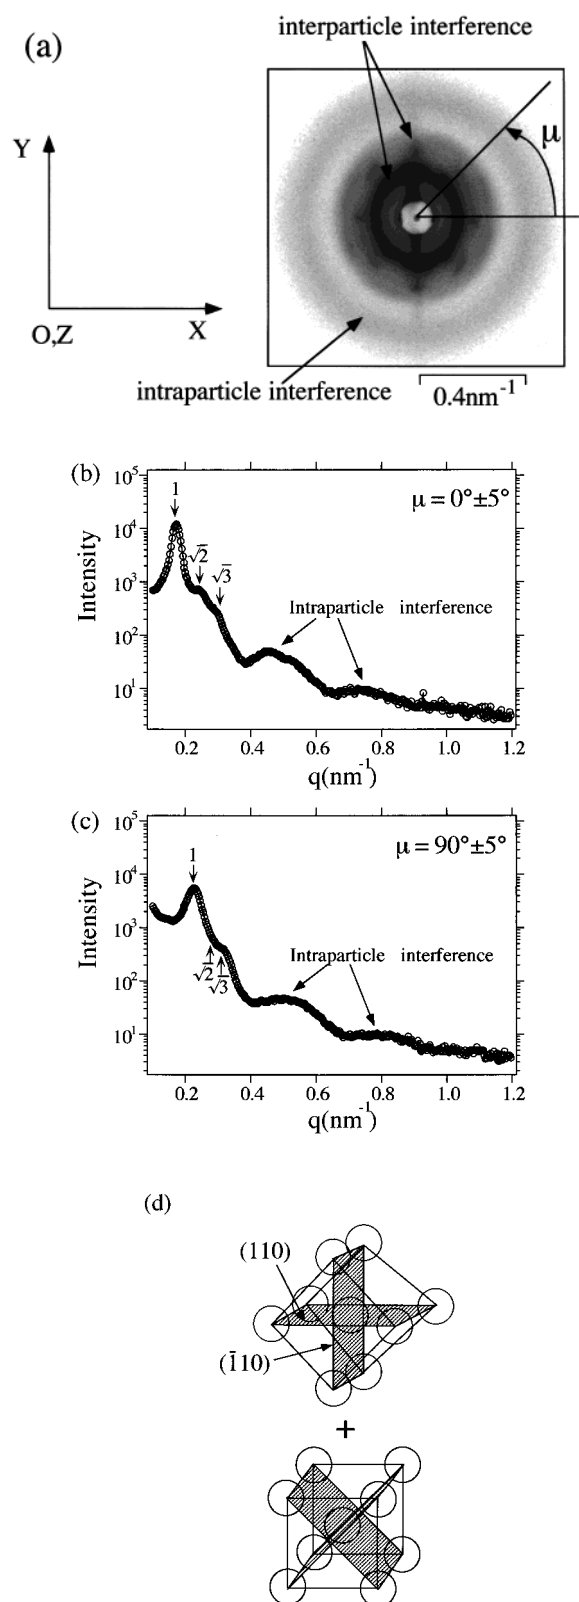 (a)
interparticle interference
Y
μ
O,Z
X
intraparticle interference
0.4nm⁻¹
(b)
μ = 0°±5°
10⁵
10⁴
10³
10²
10¹
Intensity
1
√2
√3
Intraparticle interference
0.2 0.4 0.6 0.8 1.0 1.2
q(nm⁻¹)
(c)
μ = 90°±5°
10⁵
10⁴
10³
10²
10¹
Intensity
1
√2
√3
Intraparticle interference
0.2 0.4 0.6 0.8 1.0 1.2
q(nm⁻¹)
(d)
(110)
(1̄10)
+